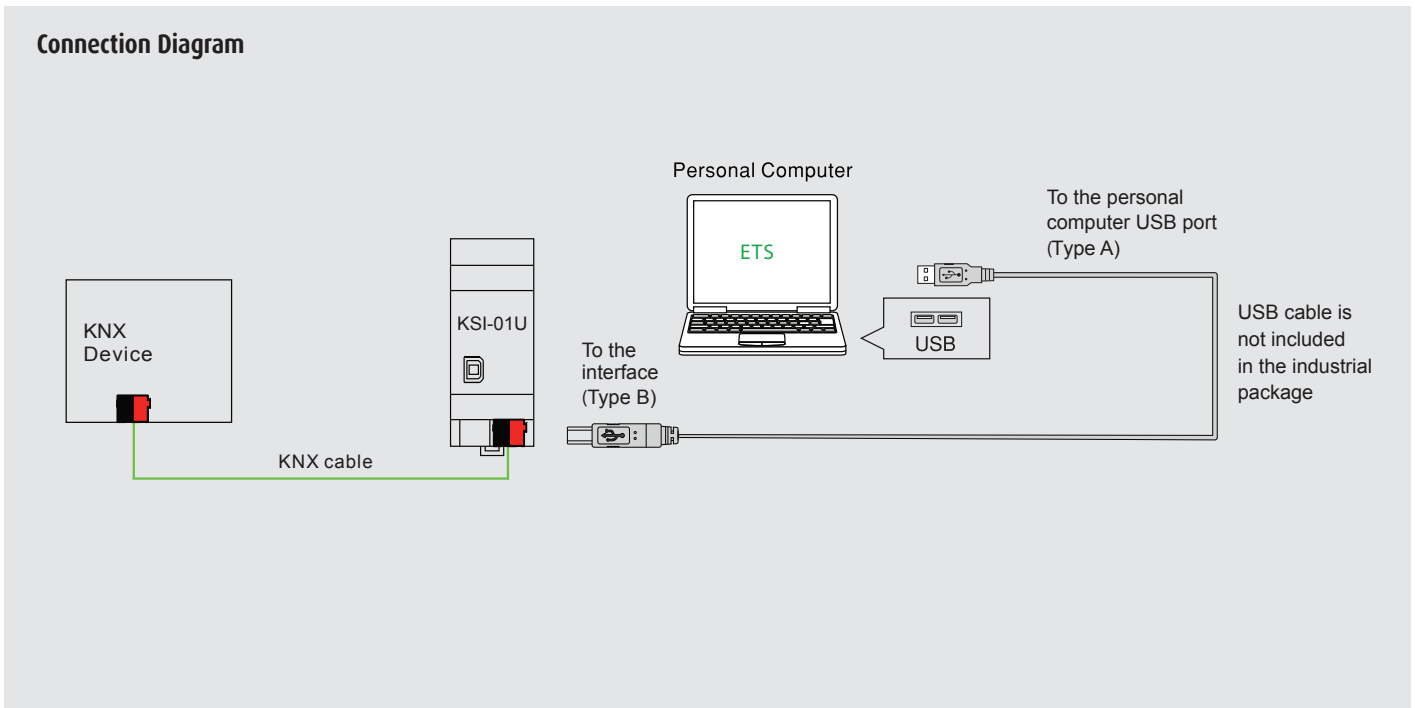 Connection Diagram
Personal Computer
ETS
To the personal
computer USB port
(Type A)
USB
USB cable is
not included
in the industrial
package
KNX
Device
KSI-01U
To the
interface
(Type B)
KNX cable